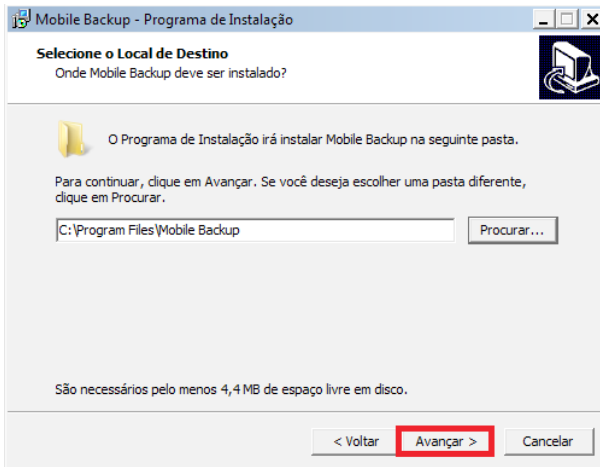 Mobile Backup - Programa de Instalação
Selecione o Local de Destino
Onde Mobile Backup deve ser instalado?
O Programa de Instalação irá instalar Mobile Backup na seguinte pasta.
Para continuar, clique em Avançar. Se você deseja escolher uma pasta diferente,
clique em Procurar.
C:\Program Files\Mobile Backup
Procurar...
São necessários pelo menos 4,4 MB de espaço livre em disco.
< Voltar
Avançar >
Cancelar